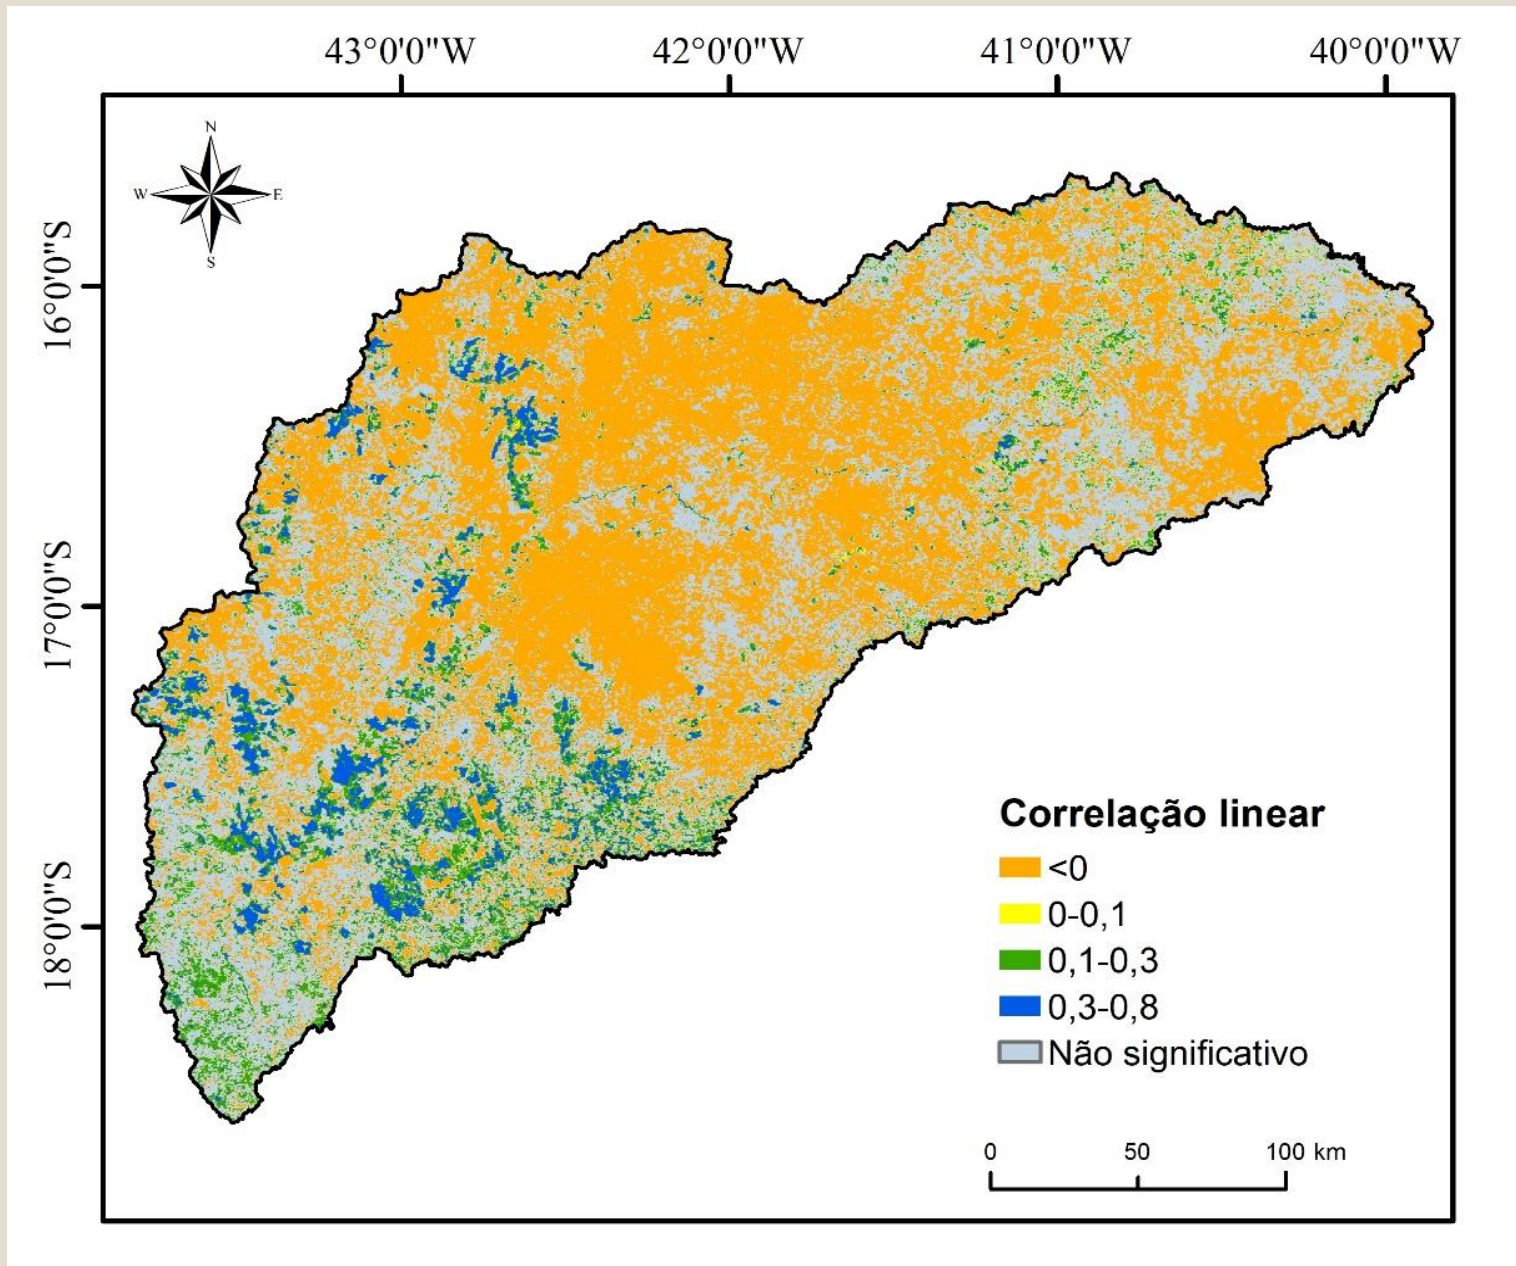 43°0'0"W 42°0'0"W 41°0'0"W 40°0'0"W
N
W E
S
16°0'0"S
17°0'0"S
18°0'0"S
Correlação linear
<0
0-0,1
0,1-0,3
0,3-0,8
Não significativo
0 50 100 km